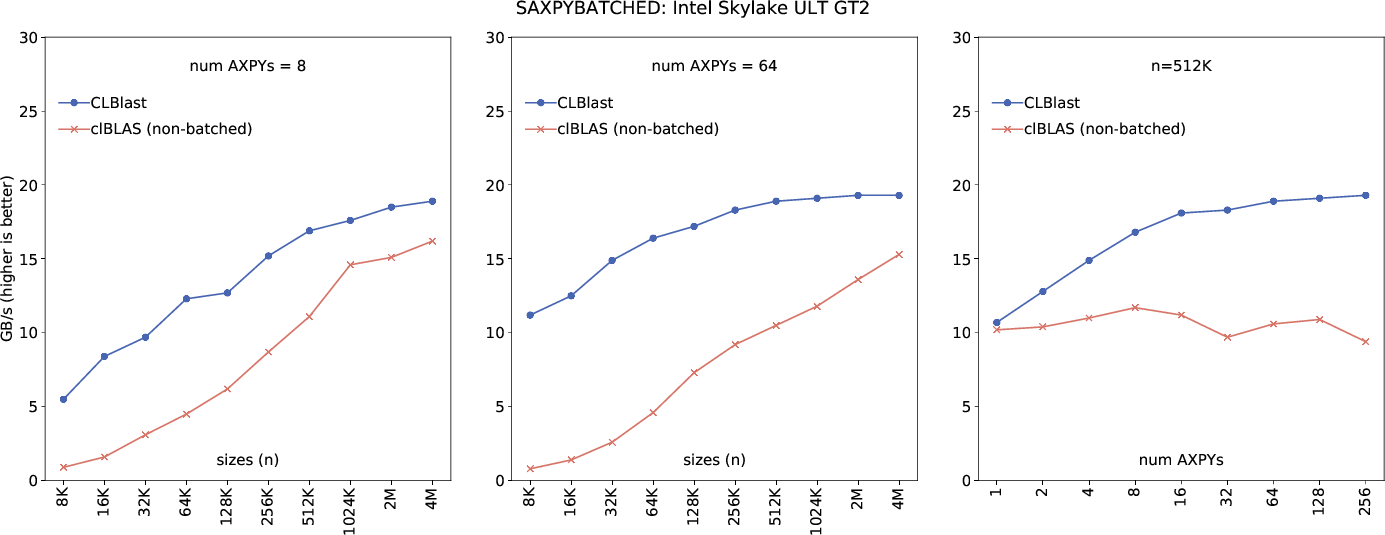 SAXPYBATCHED: Intel Skylake ULT GT2
GB/s (higher is better)
30
25
20
15
10
5
0
num AXPYs = 8
CLBlast
clBLAS (non-batched)
sizes (n)
8K
16K
32K
64K
128K
256K
512K
1024K
2M
4M
30
25
20
15
10
5
0
num AXPYs = 64
CLBlast
clBLAS (non-batched)
sizes (n)
8K
16K
32K
64K
128K
256K
512K
1024K
2M
4M
30
25
20
15
10
5
0
n=512K
CLBlast
clBLAS (non-batched)
num AXPYs
1
2
4
8
16
32
64
128
256